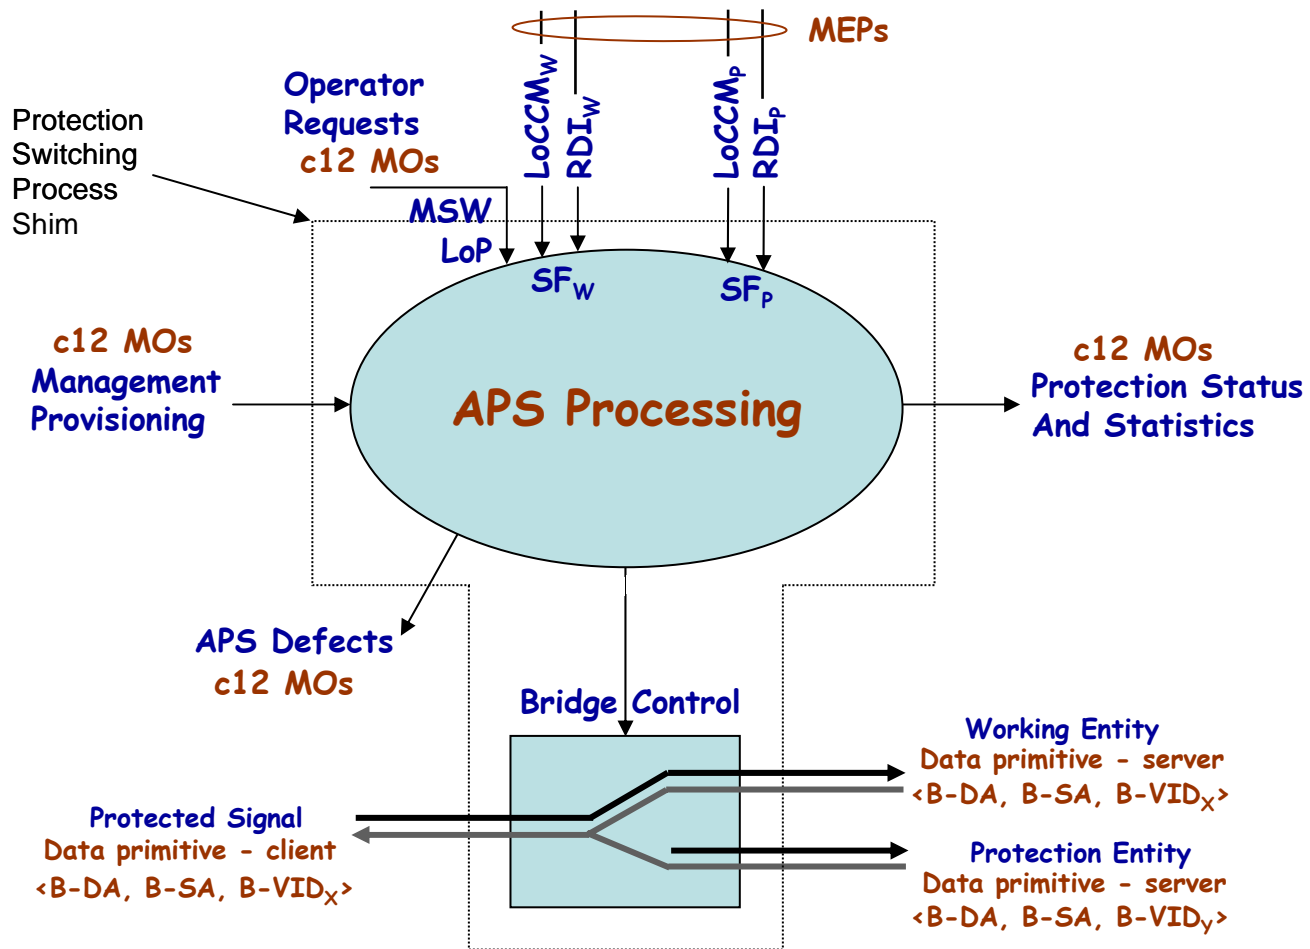 MEPs
LoCCMW
RDIW
LoCCMP
RDIP
Operator
Requests
c12 MOs
Protection
Switching
Process
Shim
MSW
LoP
SFW
SFP
c12 MOs
Management
Provisioning
APS Processing
c12 MOs
Protection Status
And Statistics
APS Defects
c12 MOs
Bridge Control
Working Entity
Data primitive - server
<B-DA, B-SA, B-VIDX>
Protected Signal
Data primitive - client
<B-DA, B-SA, B-VIDX>
Protection Entity
Data primitive - server
<B-DA, B-SA, B-VIDY>